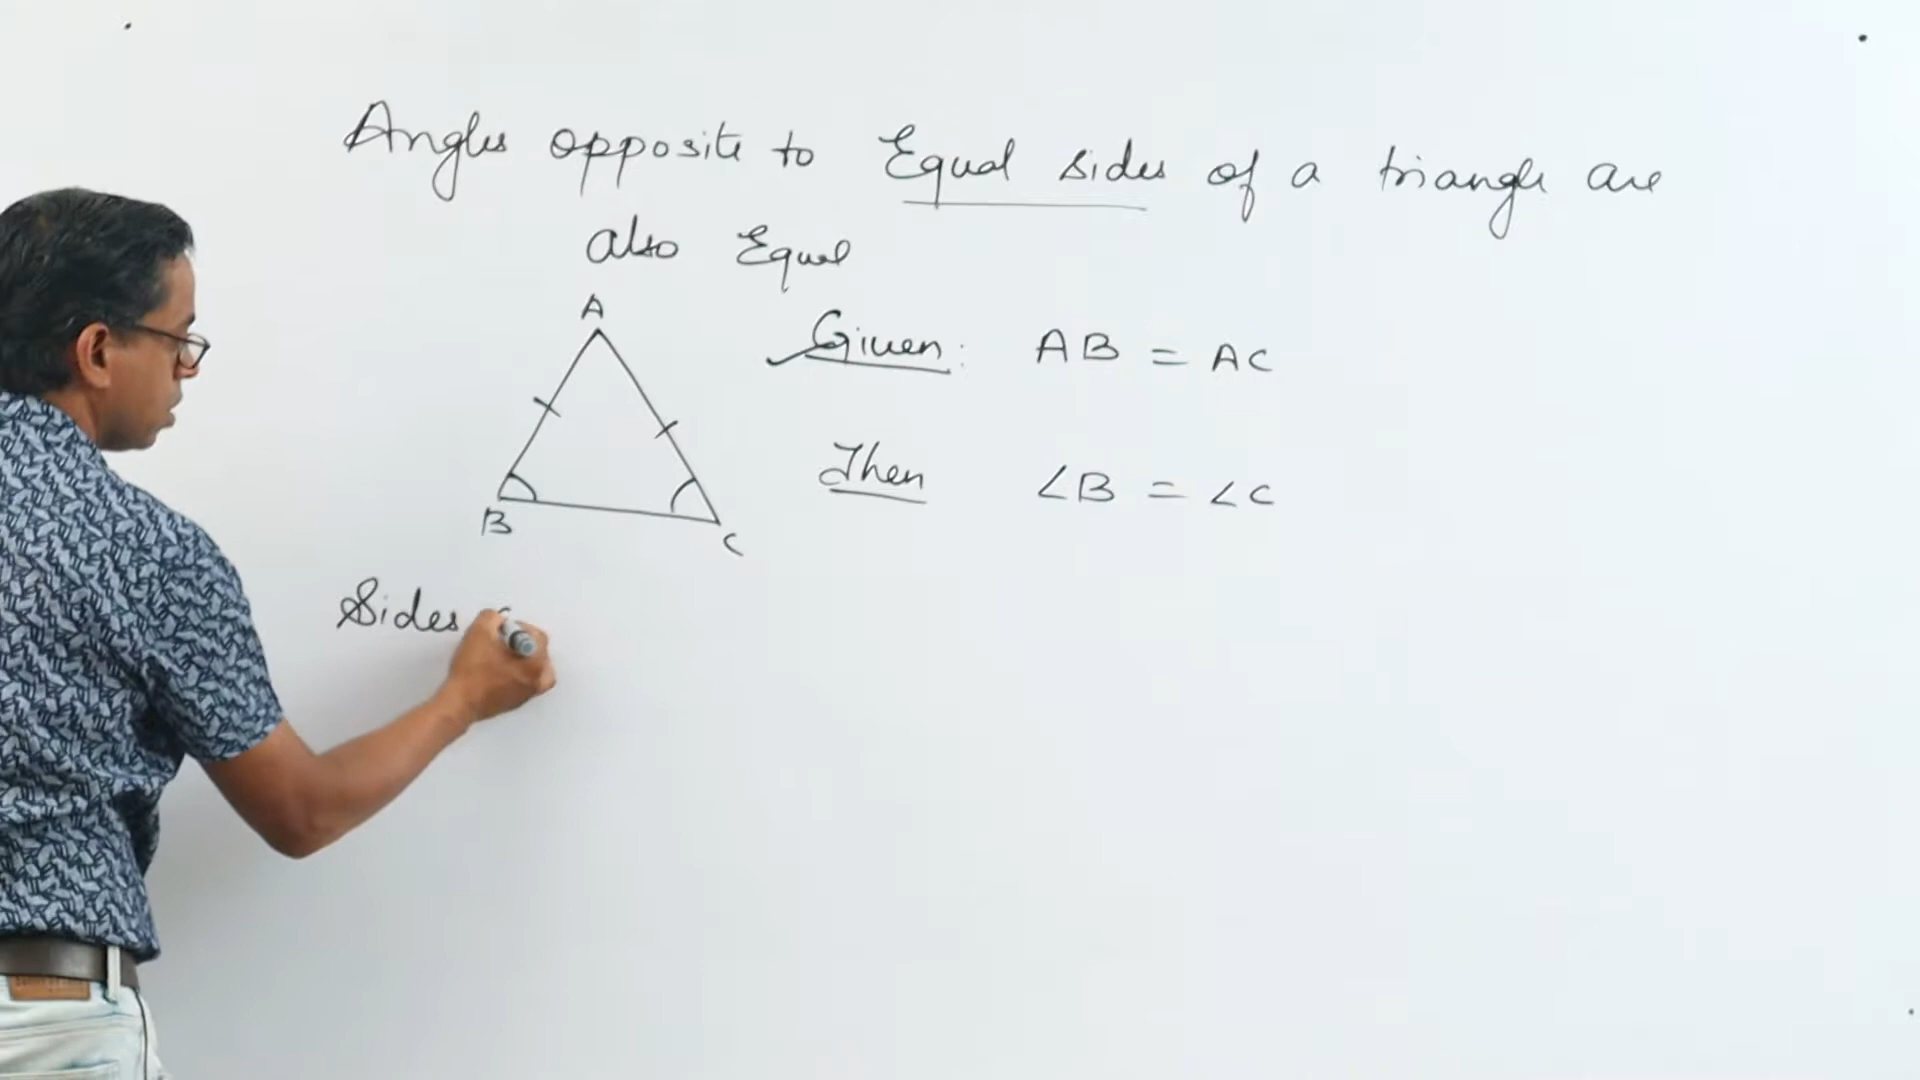 Angles opposite to Equal sides of a triangle are
also Equal
A
Given: AB = AC
Then ∠B = ∠C
B
C
Sides